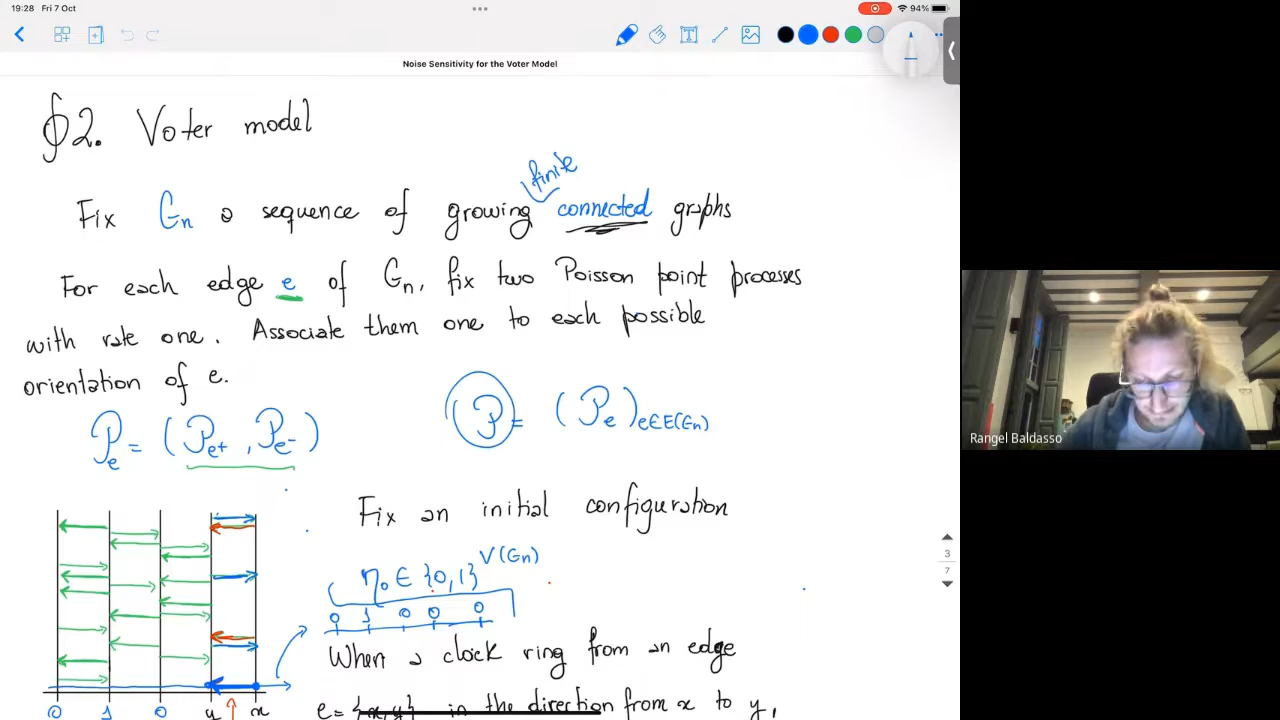 19:28 Fri 7 Oct
94%
Noise Sensitivity for the Voter Model
§2. Voter model
finite
Fix Gn a sequence of growing connected graphs
For each edge e of Gn, fix two Poisson point processes
with rate one. Associate them one to each possible
orientation of e.
Pe = (Pe+, Pe-) (P = (Pe)e∈E(Gn)
Fix an initial configuration
η0 ∈ {0,1}^V(Gn)
0 1 0 0 0
When a clock ring from an edge
e = {x,y} in the direction from x to y,
0 1 0 y x
3
7
Rangel Baldasso